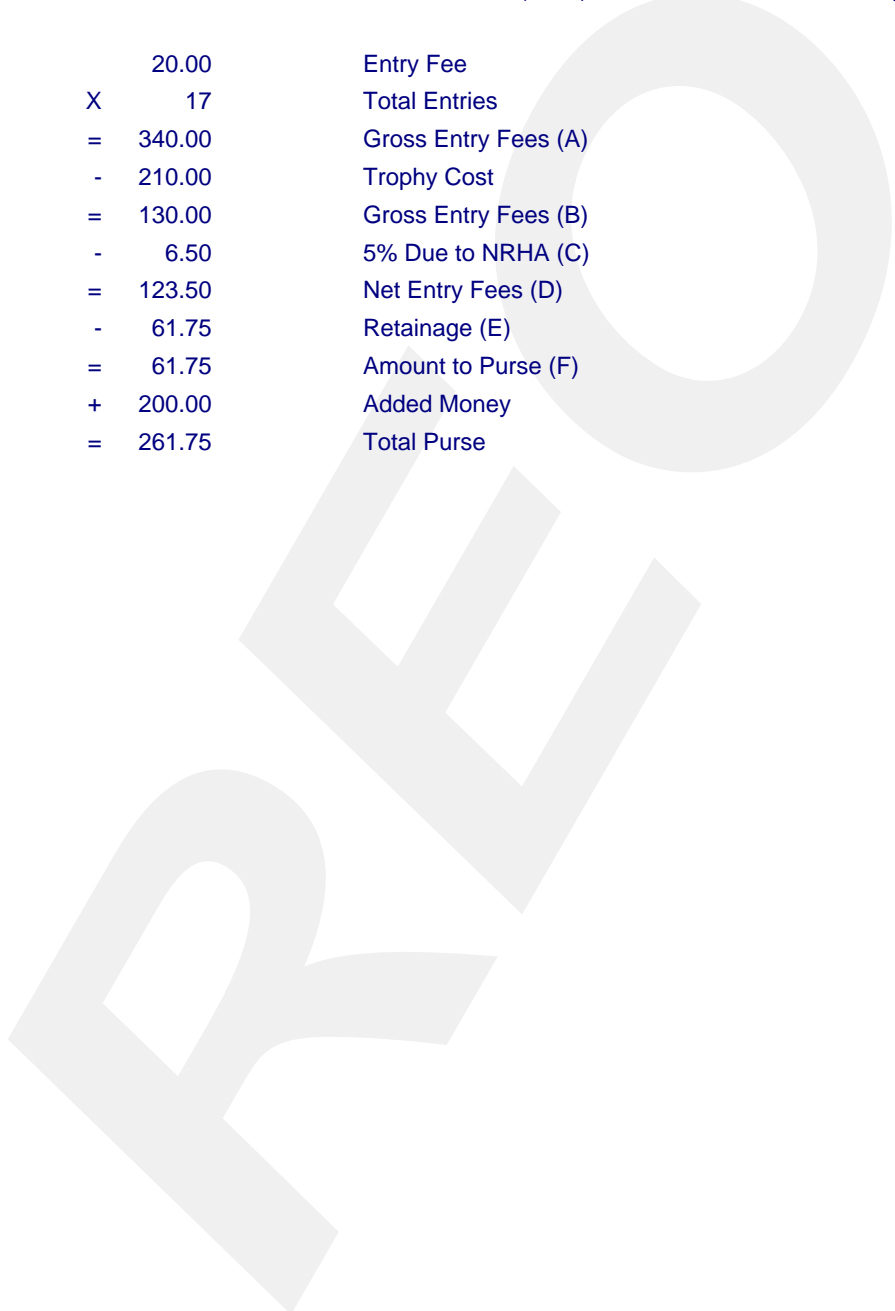 20.00 Entry Fee
X 17 Total Entries
= 340.00 Gross Entry Fees (A)
- 210.00 Trophy Cost
= 130.00 Gross Entry Fees (B)
- 6.50 5% Due to NRHA (C)
= 123.50 Net Entry Fees (D)
- 61.75 Retainage (E)
= 61.75 Amount to Purse (F)
+ 200.00 Added Money
= 261.75 Total Purse
REO